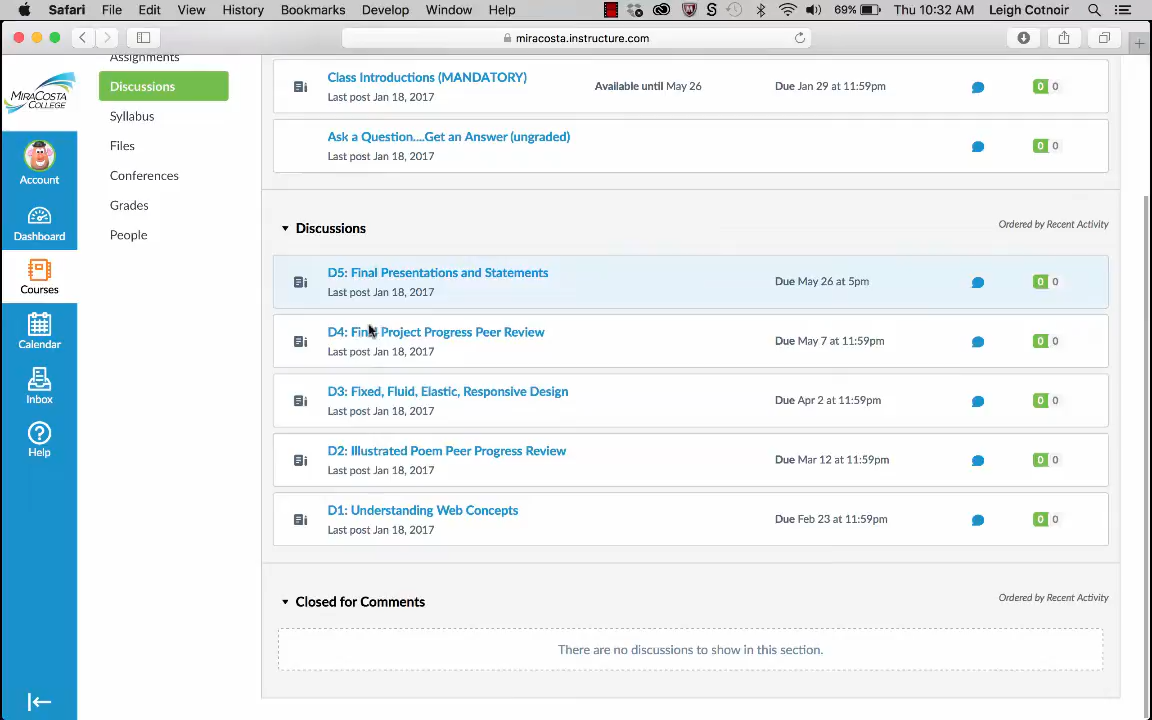 Safari File Edit View History Bookmarks Develop Window Help S 69% Thu 10:32 AM Leigh Cotnoir
miracosta.instructure.com
MIRACOSTA COLLEGE
Account
Dashboard
Courses
Calendar
Inbox
Help
Assignments
Discussions
Syllabus
Files
Conferences
Grades
People
Class Introductions (MANDATORY) Available until May 26 Due Jan 29 at 11:59pm 0 0
Last post Jan 18, 2017
Ask a Question....Get an Answer (ungraded) 0 0
Last post Jan 18, 2017
Discussions Ordered by Recent Activity
D5: Final Presentations and Statements Due May 26 at 5pm 0 0
Last post Jan 18, 2017
D4: Final Project Progress Peer Review Due May 7 at 11:59pm 0 0
Last post Jan 18, 2017
D3: Fixed, Fluid, Elastic, Responsive Design Due Apr 2 at 11:59pm 0 0
Last post Jan 18, 2017
D2: Illustrated Poem Peer Progress Review Due Mar 12 at 11:59pm 0 0
Last post Jan 18, 2017
D1: Understanding Web Concepts Due Feb 23 at 11:59pm 0 0
Last post Jan 18, 2017
Closed for Comments Ordered by Recent Activity
There are no discussions to show in this section.